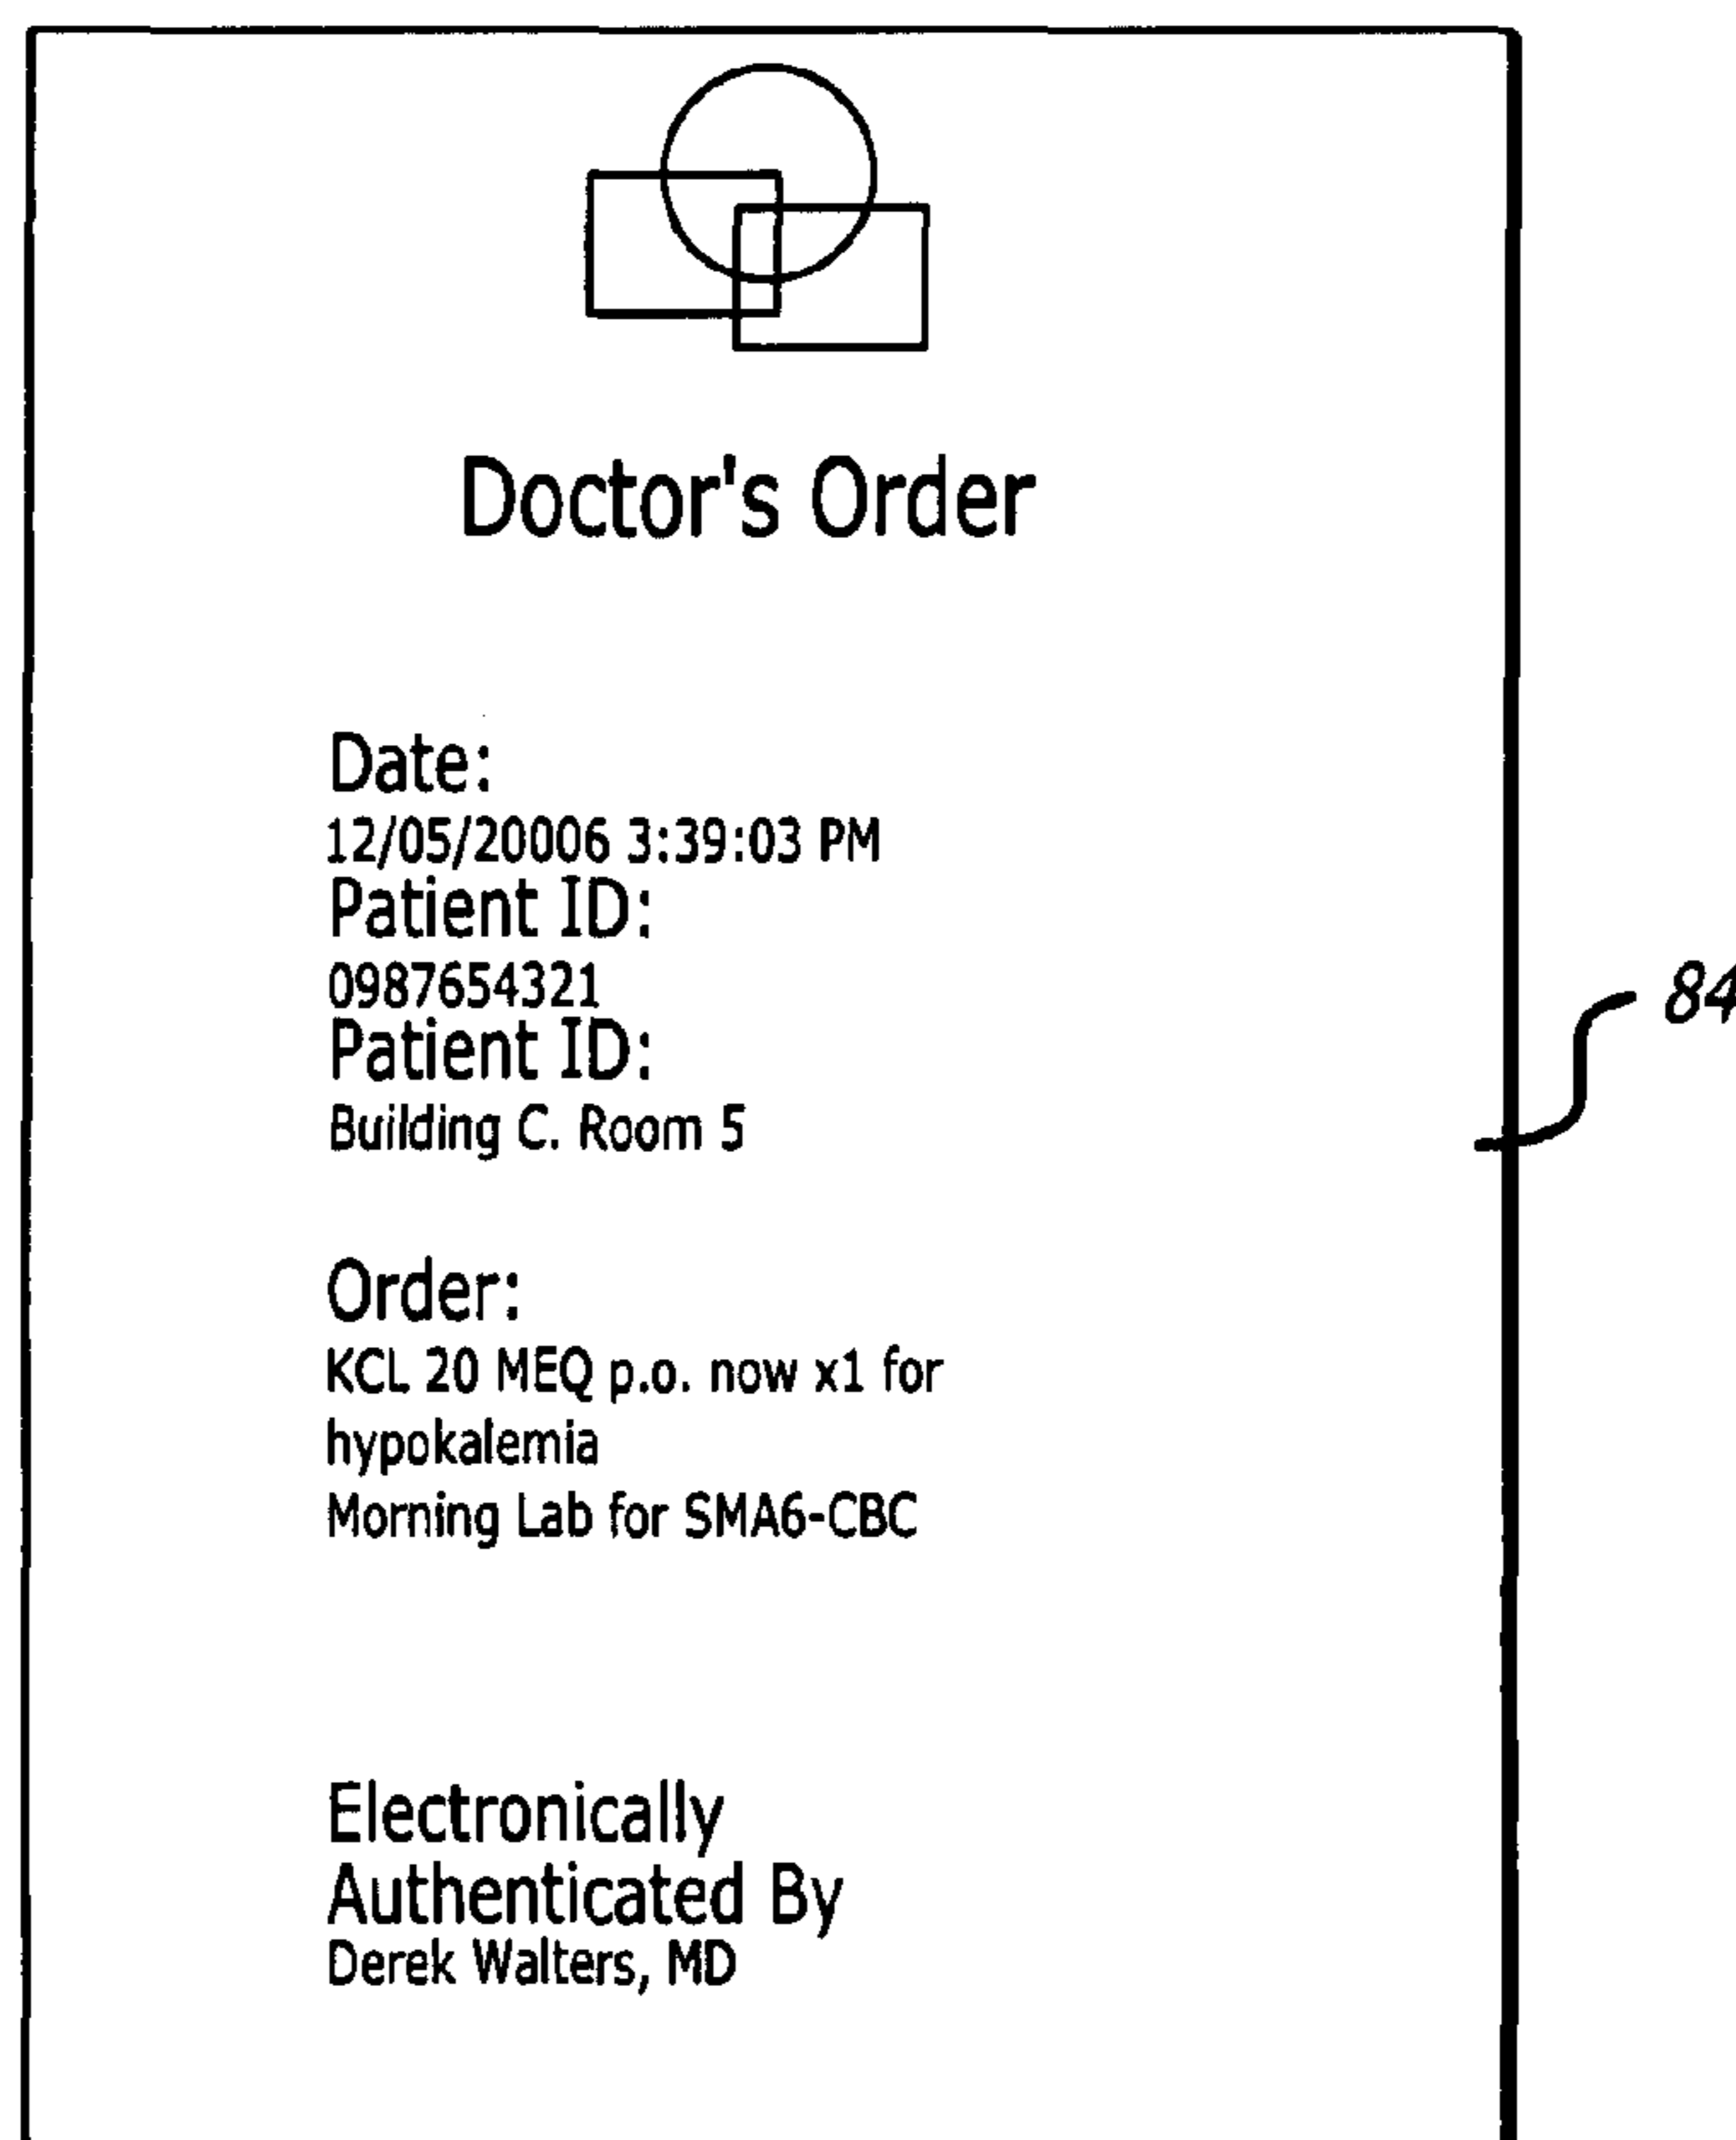 Doctor's Order
Date:
12/05/20006 3:39:03 PM
Patient ID:
0987654321
Patient ID:
Building C. Room 5
84
Order:
KCL 20 MEQ p.o. now x1 for
hypokalemia
Morning Lab for SMA6-CBC
Electronically
Authenticated By
Derek Walters, MD